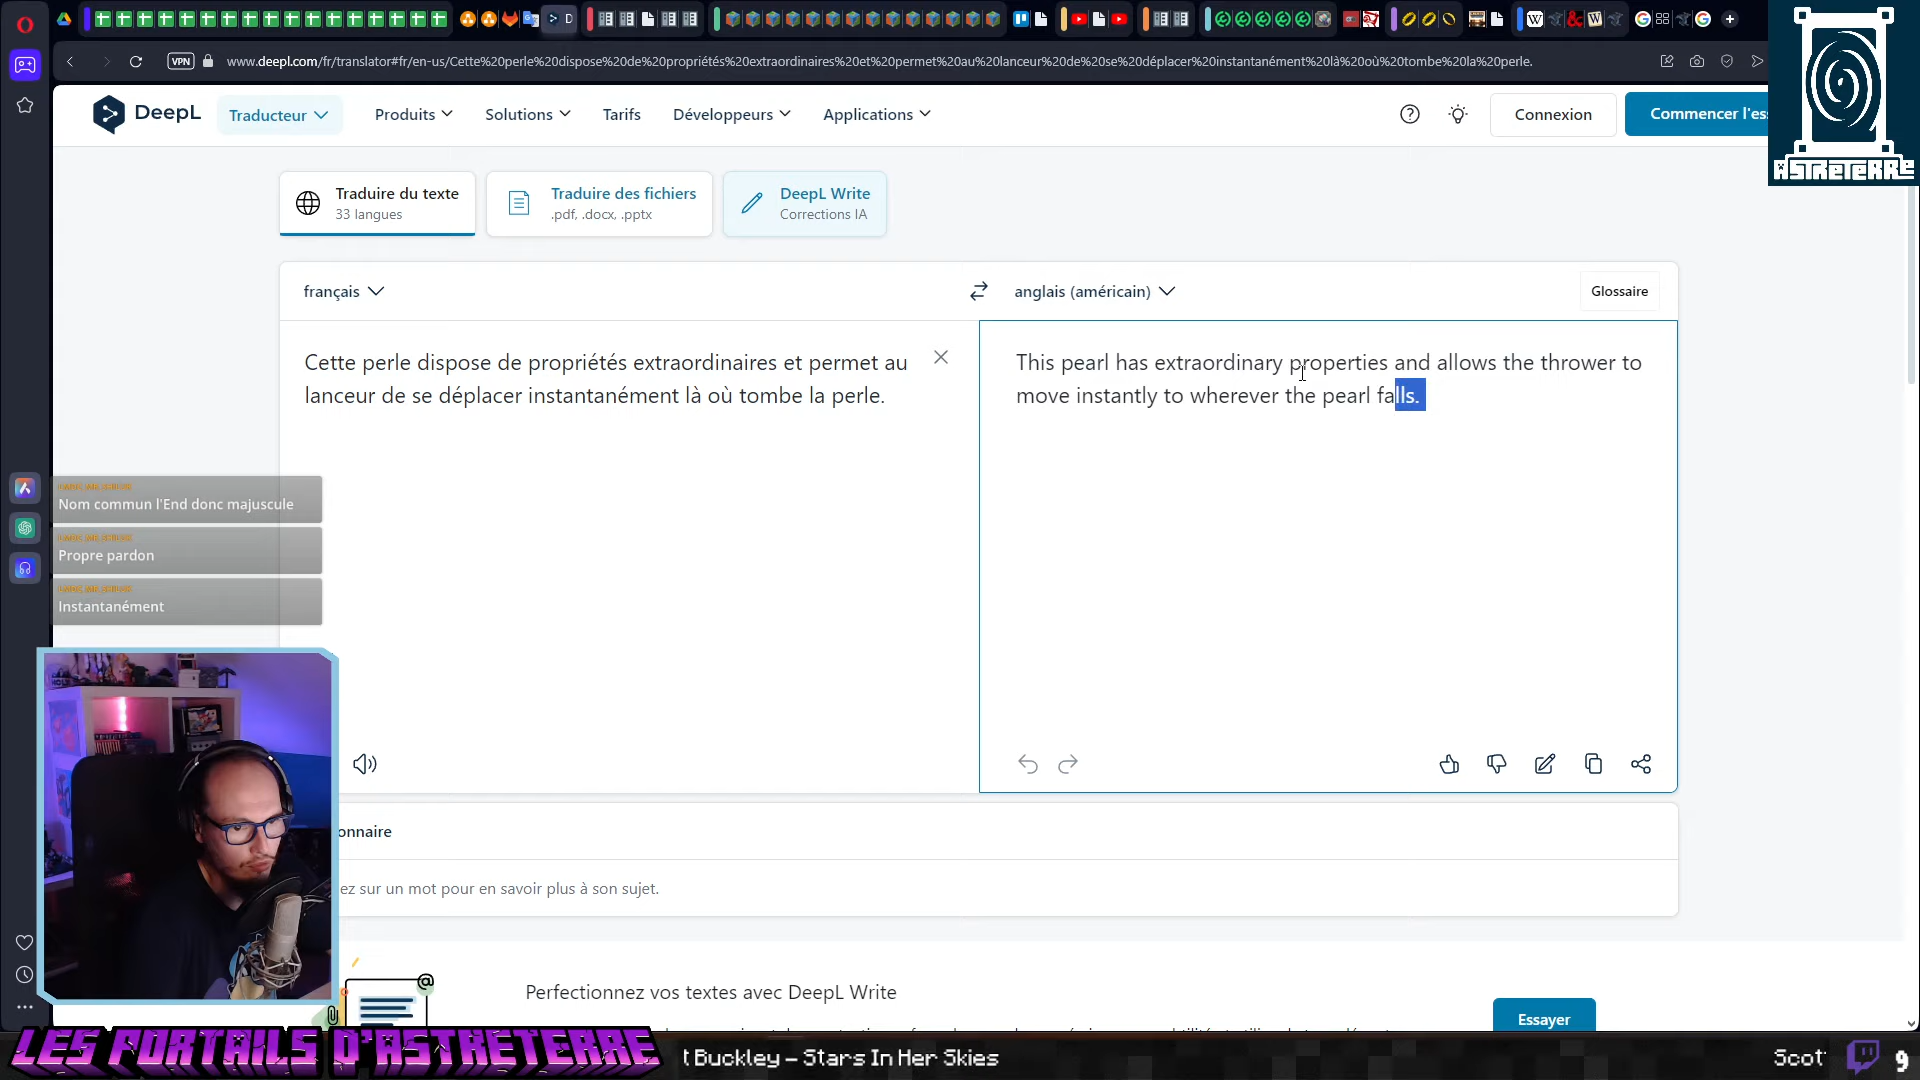 D
VPN
www.deepl.com/fr/translator#fr/en-us/Cette%20perle%20dispose%20de%20propriétés%20extraordinaires%20et%20permet%20au%20lanceur%20de%20se%20déplacer%20instantanément%20là%20où%20tombe%20la%20perle.
DeepL
Traducteur
Produits
Solutions
Tarifs
Développeurs
Applications
Connexion
Commencer l'es
ASTRETERRE
Traduire du texte
33 langues
Traduire des fichiers
.pdf, .docx, .pptx
DeepL Write
Corrections IA
français
anglais (américain)
Glossaire
Cette perle dispose de propriétés extraordinaires et permet au
lanceur de se déplacer instantanément là où tombe la perle.
This pearl has extraordinary properties and allows the thrower to
move instantly to wherever the pearl falls.
Nom commun l'End donc majuscule
Propre pardon
Instantanément
onnaire
ez sur un mot pour en savoir plus à son sujet.
Perfectionnez vos textes avec DeepL Write
Essayer
LES PORTAILS D'ASTRETERRE
t Buckley – Stars In Her Skies
Scot
9